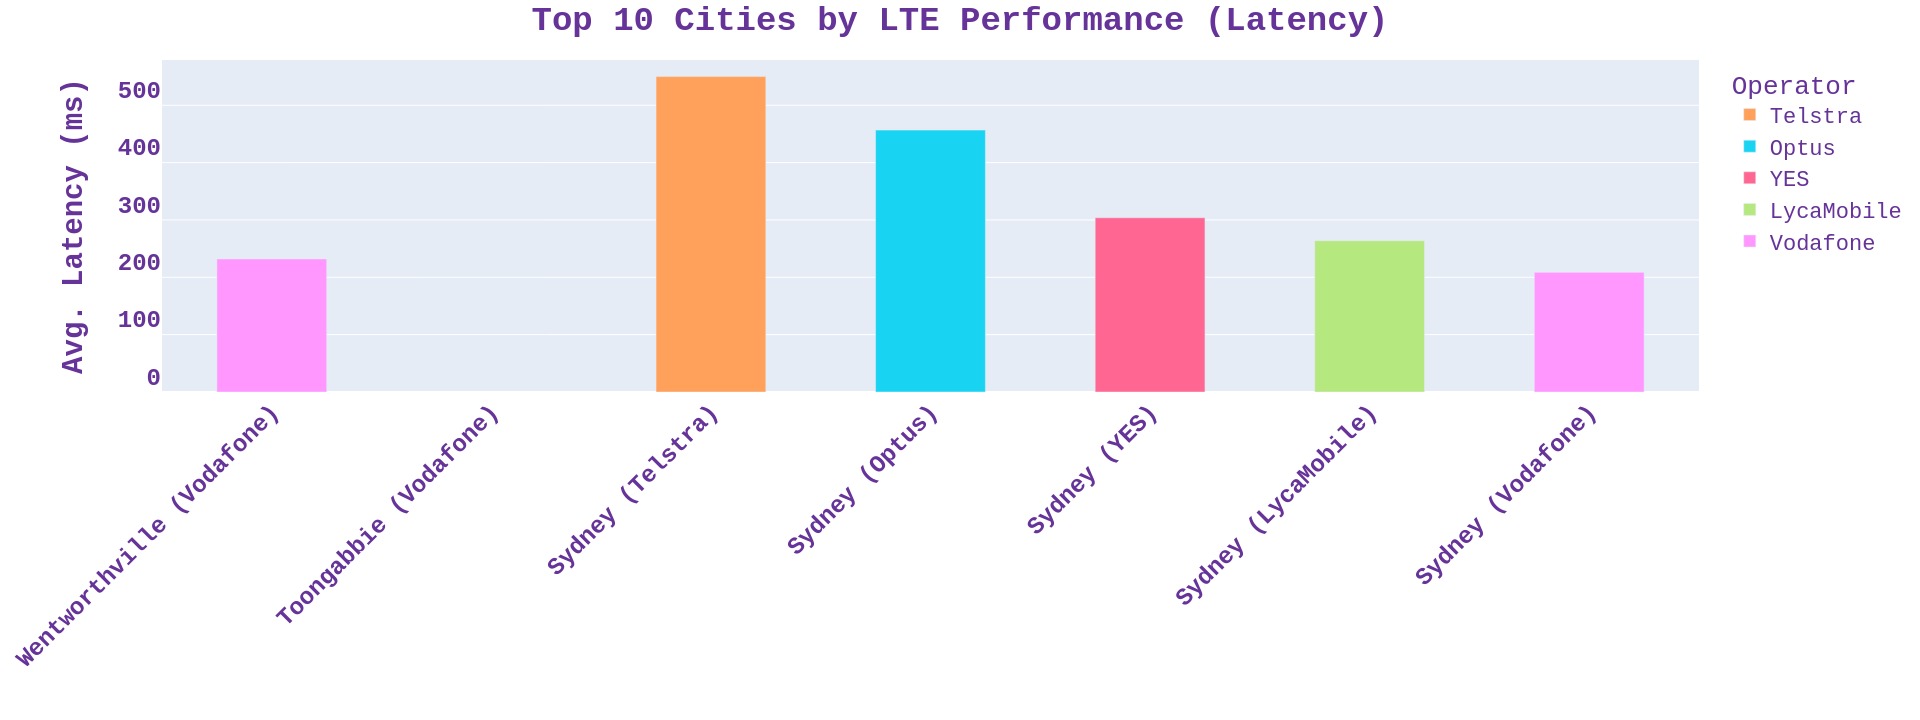 Top 10 Cities by LTE Performance (Latency)
Avg. Latency (ms)
500
400
300
200
100
0
Wentworthville (Vodafone)
Toongabbie (Vodafone)
Sydney (Telstra)
Sydney (Optus)
Sydney (YES)
Sydney (LycaMobile)
Sydney (Vodafone)
Operator
Telstra
Optus
YES
LycaMobile
Vodafone